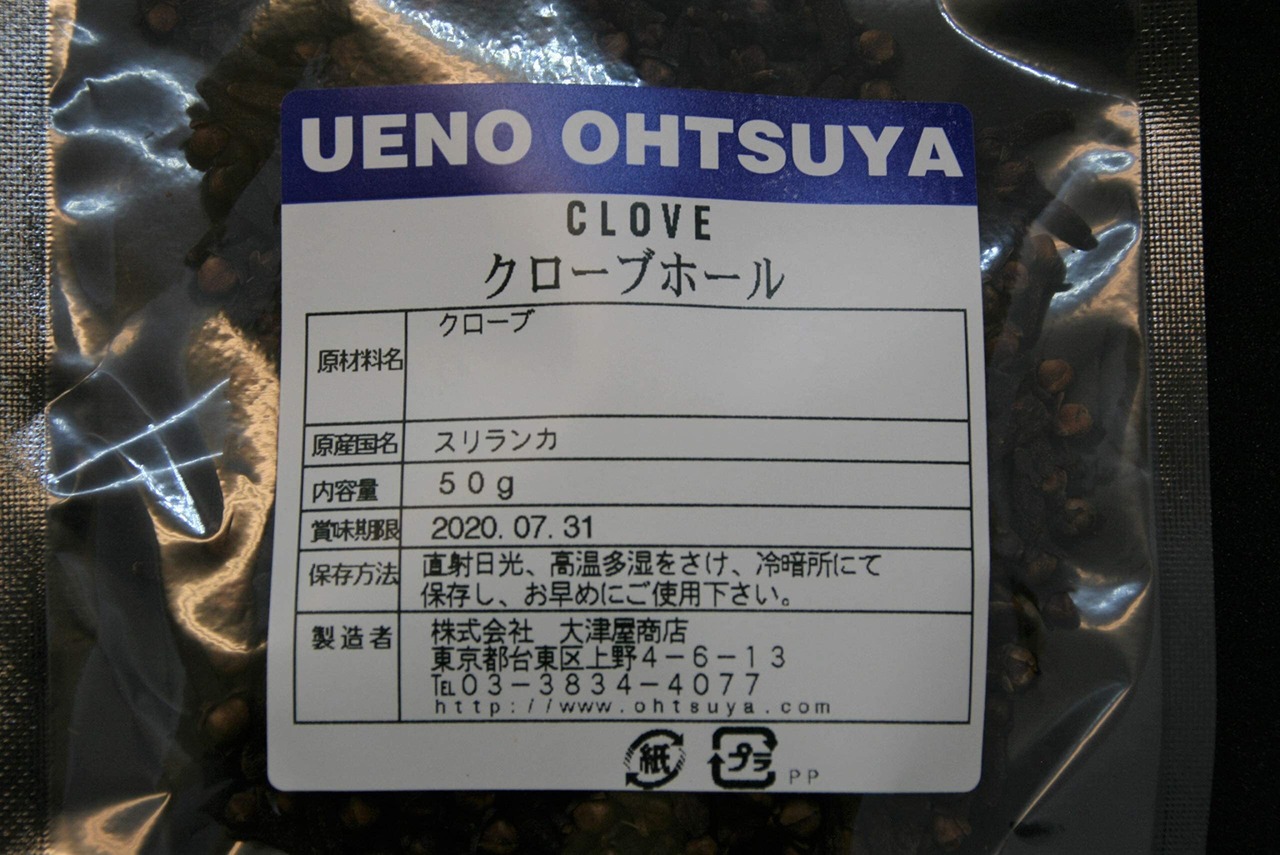 UENO OHTSUYA
CLOVE
クローブホール
原材料名 クローブ
原産国名 スリランカ
内容量 50g
賞味期限 2020.07.31
保存方法 直射日光、高温多湿をさけ、冷暗所にて
保存し、お早めにご使用下さい。
製造者 株式会社 大津屋商店
東京都台東区上野4-6-13
℡03-3834-4077
http://www.ohtsuya.com
紙 プラ PP